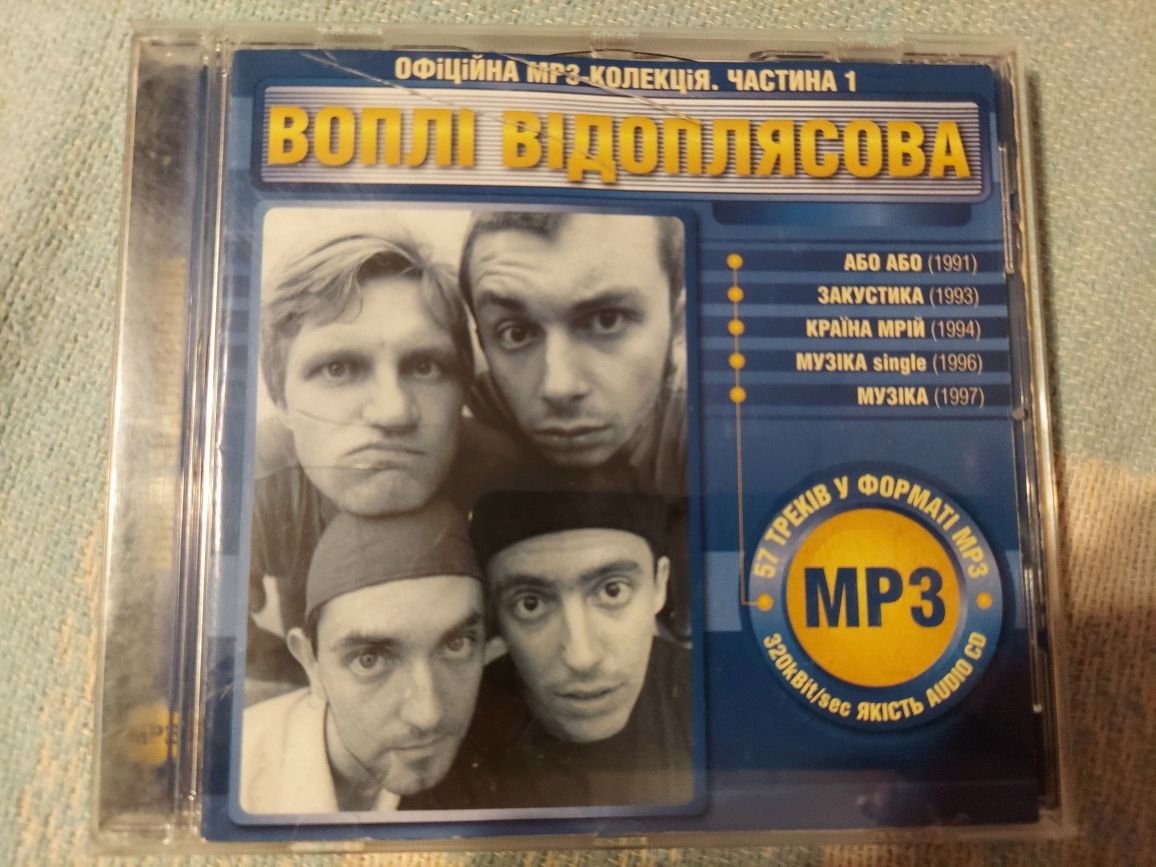 ОФіЦіЙНА MP3-КОЛЕКЦіЯ. ЧАСТИНА 1
ВОПЛІ ВІДОПЛЯСОВА
АБО АБО (1991)
ЗАКУСТИКА (1993)
КРАЇНА МРІЙ (1994)
МУЗІКА single (1996)
МУЗІКА (1997)
57 ТРЕКІВ У ФОРМАТІ MP3
MP3
320kBit/sec ЯКІСТЬ AUDIO CD